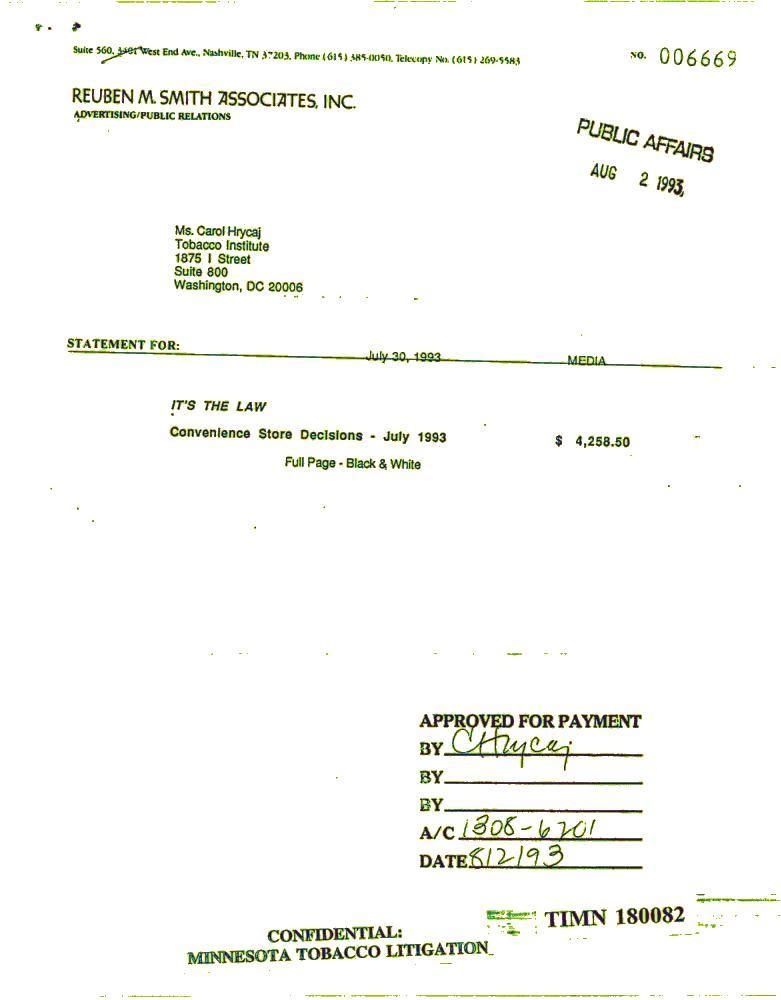 Suite 560, 3401 West End Ave., Nashville, TN 37203, Phone (615) 385-0050, Telecopy No. (615) 269-5583
NO. 006669
REUBEN M. SMITH ASSOCIATES, INC.
ADVERTISING/PUBLIC RELATIONS
PUBLIC AFFAIRS
AUG 2 1993
Ms. Carol Hrycaj
Tobacco Institute
1875 I Street
Suite 800
Washington, DC 20006
STATEMENT FOR:
July 30, 1993 MEDIA
IT'S THE LAW
Convenience Store Decisions - July 1993 $ 4,258.50
Full Page - Black & White
APPROVED FOR PAYMENT
BY CHrycaj
BY
BY
A/C 1308-6201
DATE 8/2/93
TIMN 180082
CONFIDENTIAL:
MINNESOTA TOBACCO LITIGATION